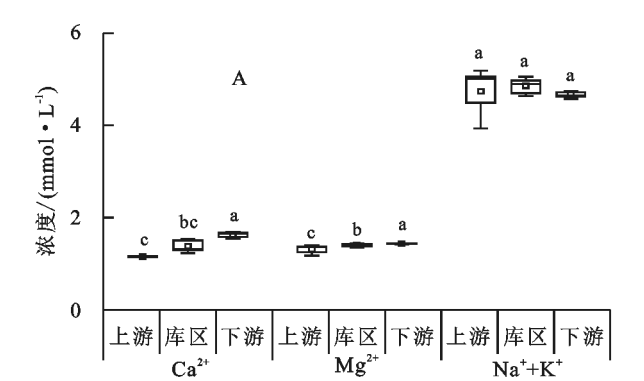 浓度/(mmol·L⁻¹)
6
4
2
0
A
c bc a c b a a a a
上游 库区 下游 上游 库区 下游 上游 库区 下游
Ca²⁺ Mg²⁺ Na⁺+K⁺